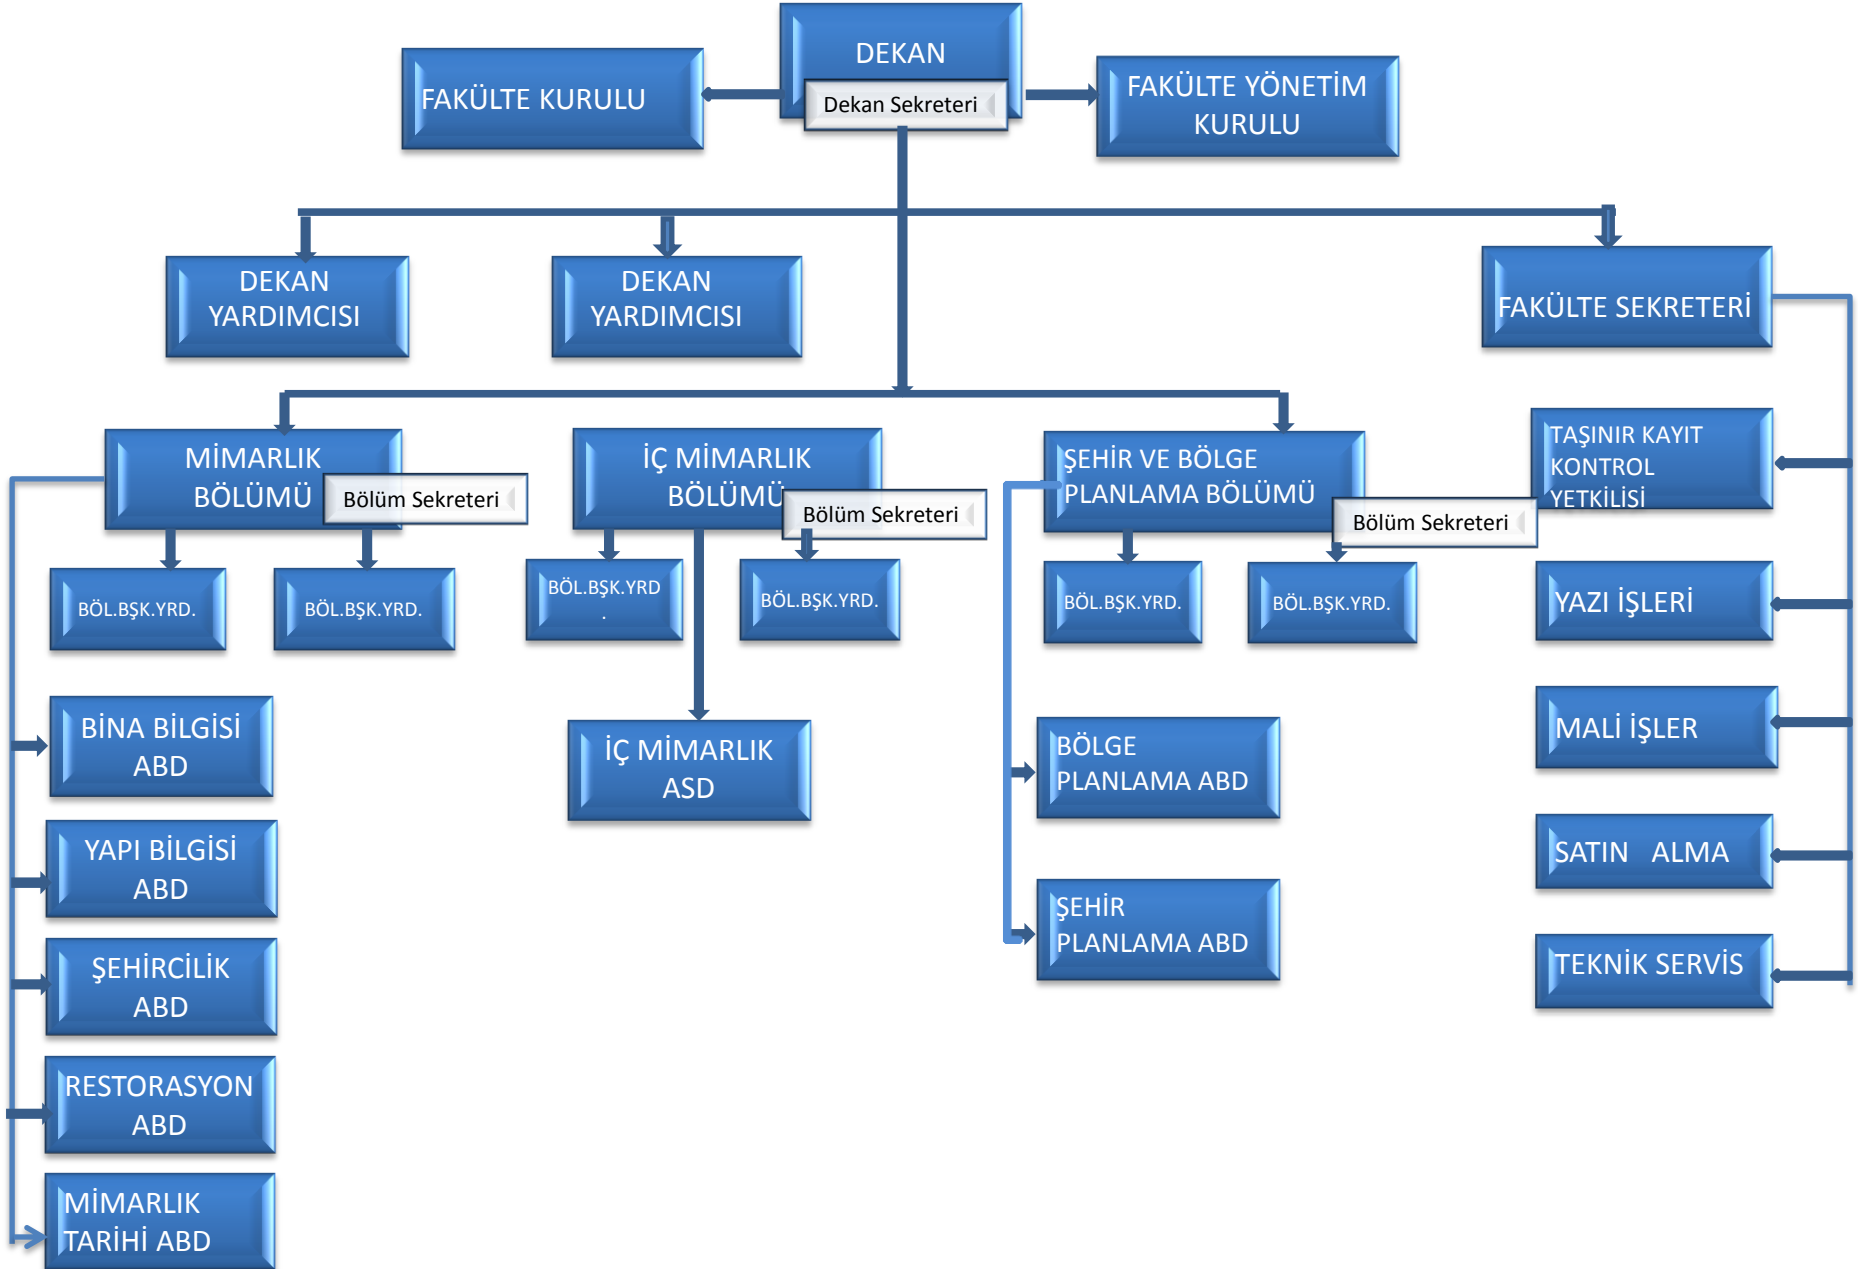 DEKAN
Dekan Sekreteri
FAKÜLTE KURULU
FAKÜLTE YÖNETİM
KURULU
DEKAN
YARDIMCISI
DEKAN
YARDIMCISI
FAKÜLTE SEKRETERİ
MİMARLIK
BÖLÜMÜ
Bölüm Sekreteri
İÇ MİMARLIK
BÖLÜMÜ
Bölüm Sekreteri
ŞEHİR VE BÖLGE
PLANLAMA BÖLÜMÜ
Bölüm Sekreteri
TAŞINIR KAYIT
KONTROL
YETKİLİSİ
BÖL.BŞK.YRD.
BÖL.BŞK.YRD.
BÖL.BŞK.YRD
.
BÖL.BŞK.YRD.
BÖL.BŞK.YRD.
BÖL.BŞK.YRD.
YAZI İŞLERİ
BİNA BİLGİSİ
ABD
İÇ MİMARLIK
ASD
BÖLGE
PLANLAMA ABD
MALİ İŞLER
YAPI BİLGİSİ
ABD
SATIN   ALMA
ŞEHİRCİLİK
ABD
ŞEHİR
PLANLAMA ABD
TEKNİK SERVİS
RESTORASYON
ABD
MİMARLIK
TARİHİ ABD